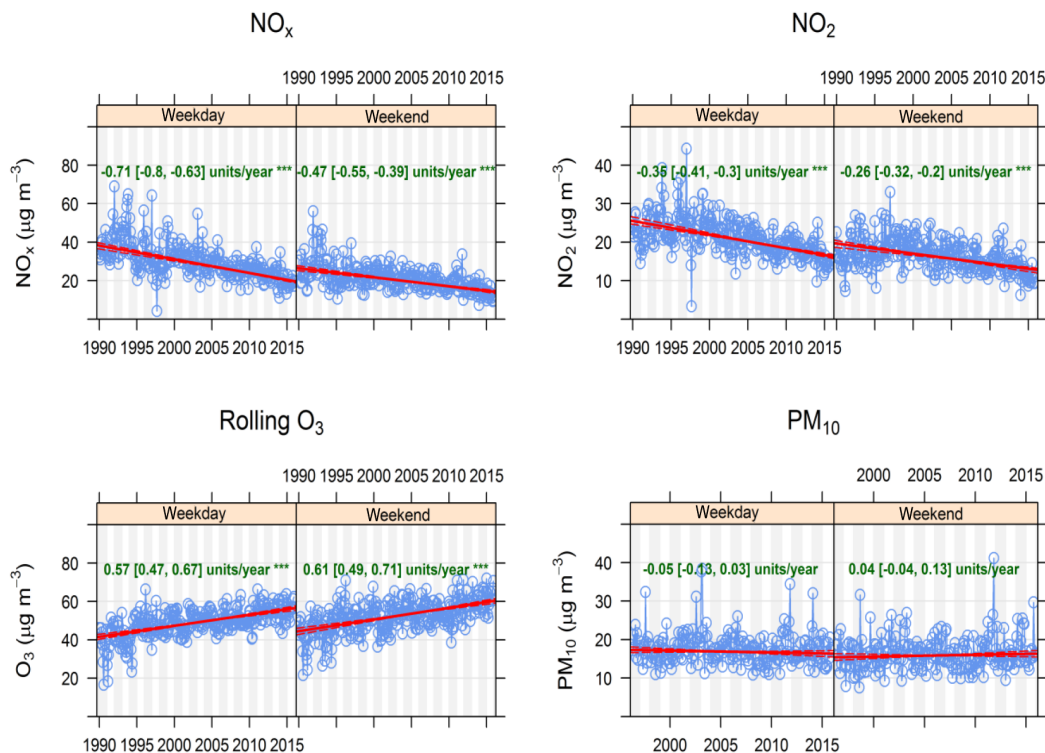 NOx
NO2
1990 1995 2000 2005 2010 2015
1990 1995 2000 2005 2010 2015
Weekday
Weekend
Weekday
Weekend
-0.71 [-0.8, -0.63] units/year ***
-0.47 [-0.55, -0.39] units/year ***
-0.35 [-0.41, -0.3] units/year ***
-0.26 [-0.32, -0.2] units/year ***
NOx (µg m−3)
80
60
40
20
NO2 (µg m−3)
40
30
20
10
1990 1995 2000 2005 2010 2015
1990 1995 2000 2005 2010 2015
Rolling O3
PM10
1990 1995 2000 2005 2010 2015
2000 2005 2010 2015
Weekday
Weekend
Weekday
Weekend
0.57 [0.47, 0.67] units/year ***
0.61 [0.49, 0.71] units/year ***
-0.05 [-0.13, 0.03] units/year
0.04 [-0.04, 0.13] units/year
O3 (µg m−3)
80
60
40
20
PM10 (µg m−3)
40
30
20
10
1990 1995 2000 2005 2010 2015
2000 2005 2010 2015